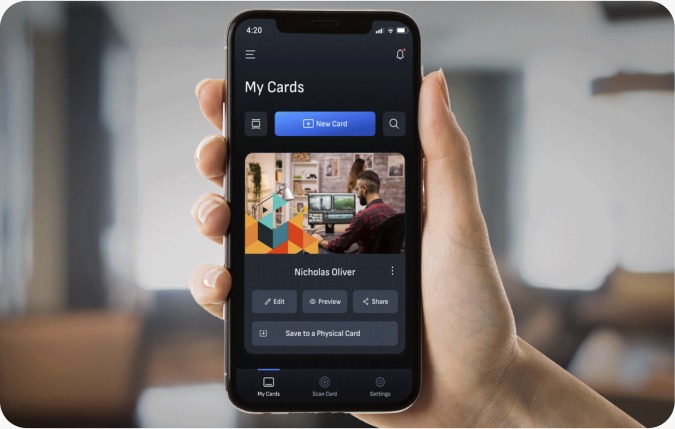 4:20
My Cards
New Card
Nicholas Oliver
Edit
Preview
Share
Save to a Physical Card
My Cards
Scan Card
Settings